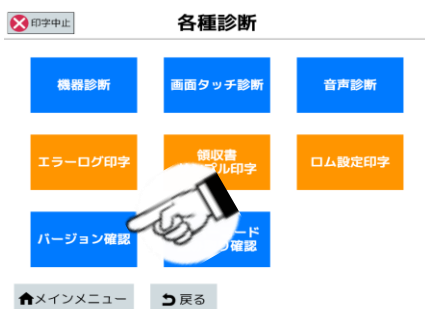 印字中止
各種診断
機器診断
画面タッチ診断
音声診断
エラーログ印字
領収書
プル印字
ロム設定印字
バージョン確認
ード
確認
メインメニュー
戻る